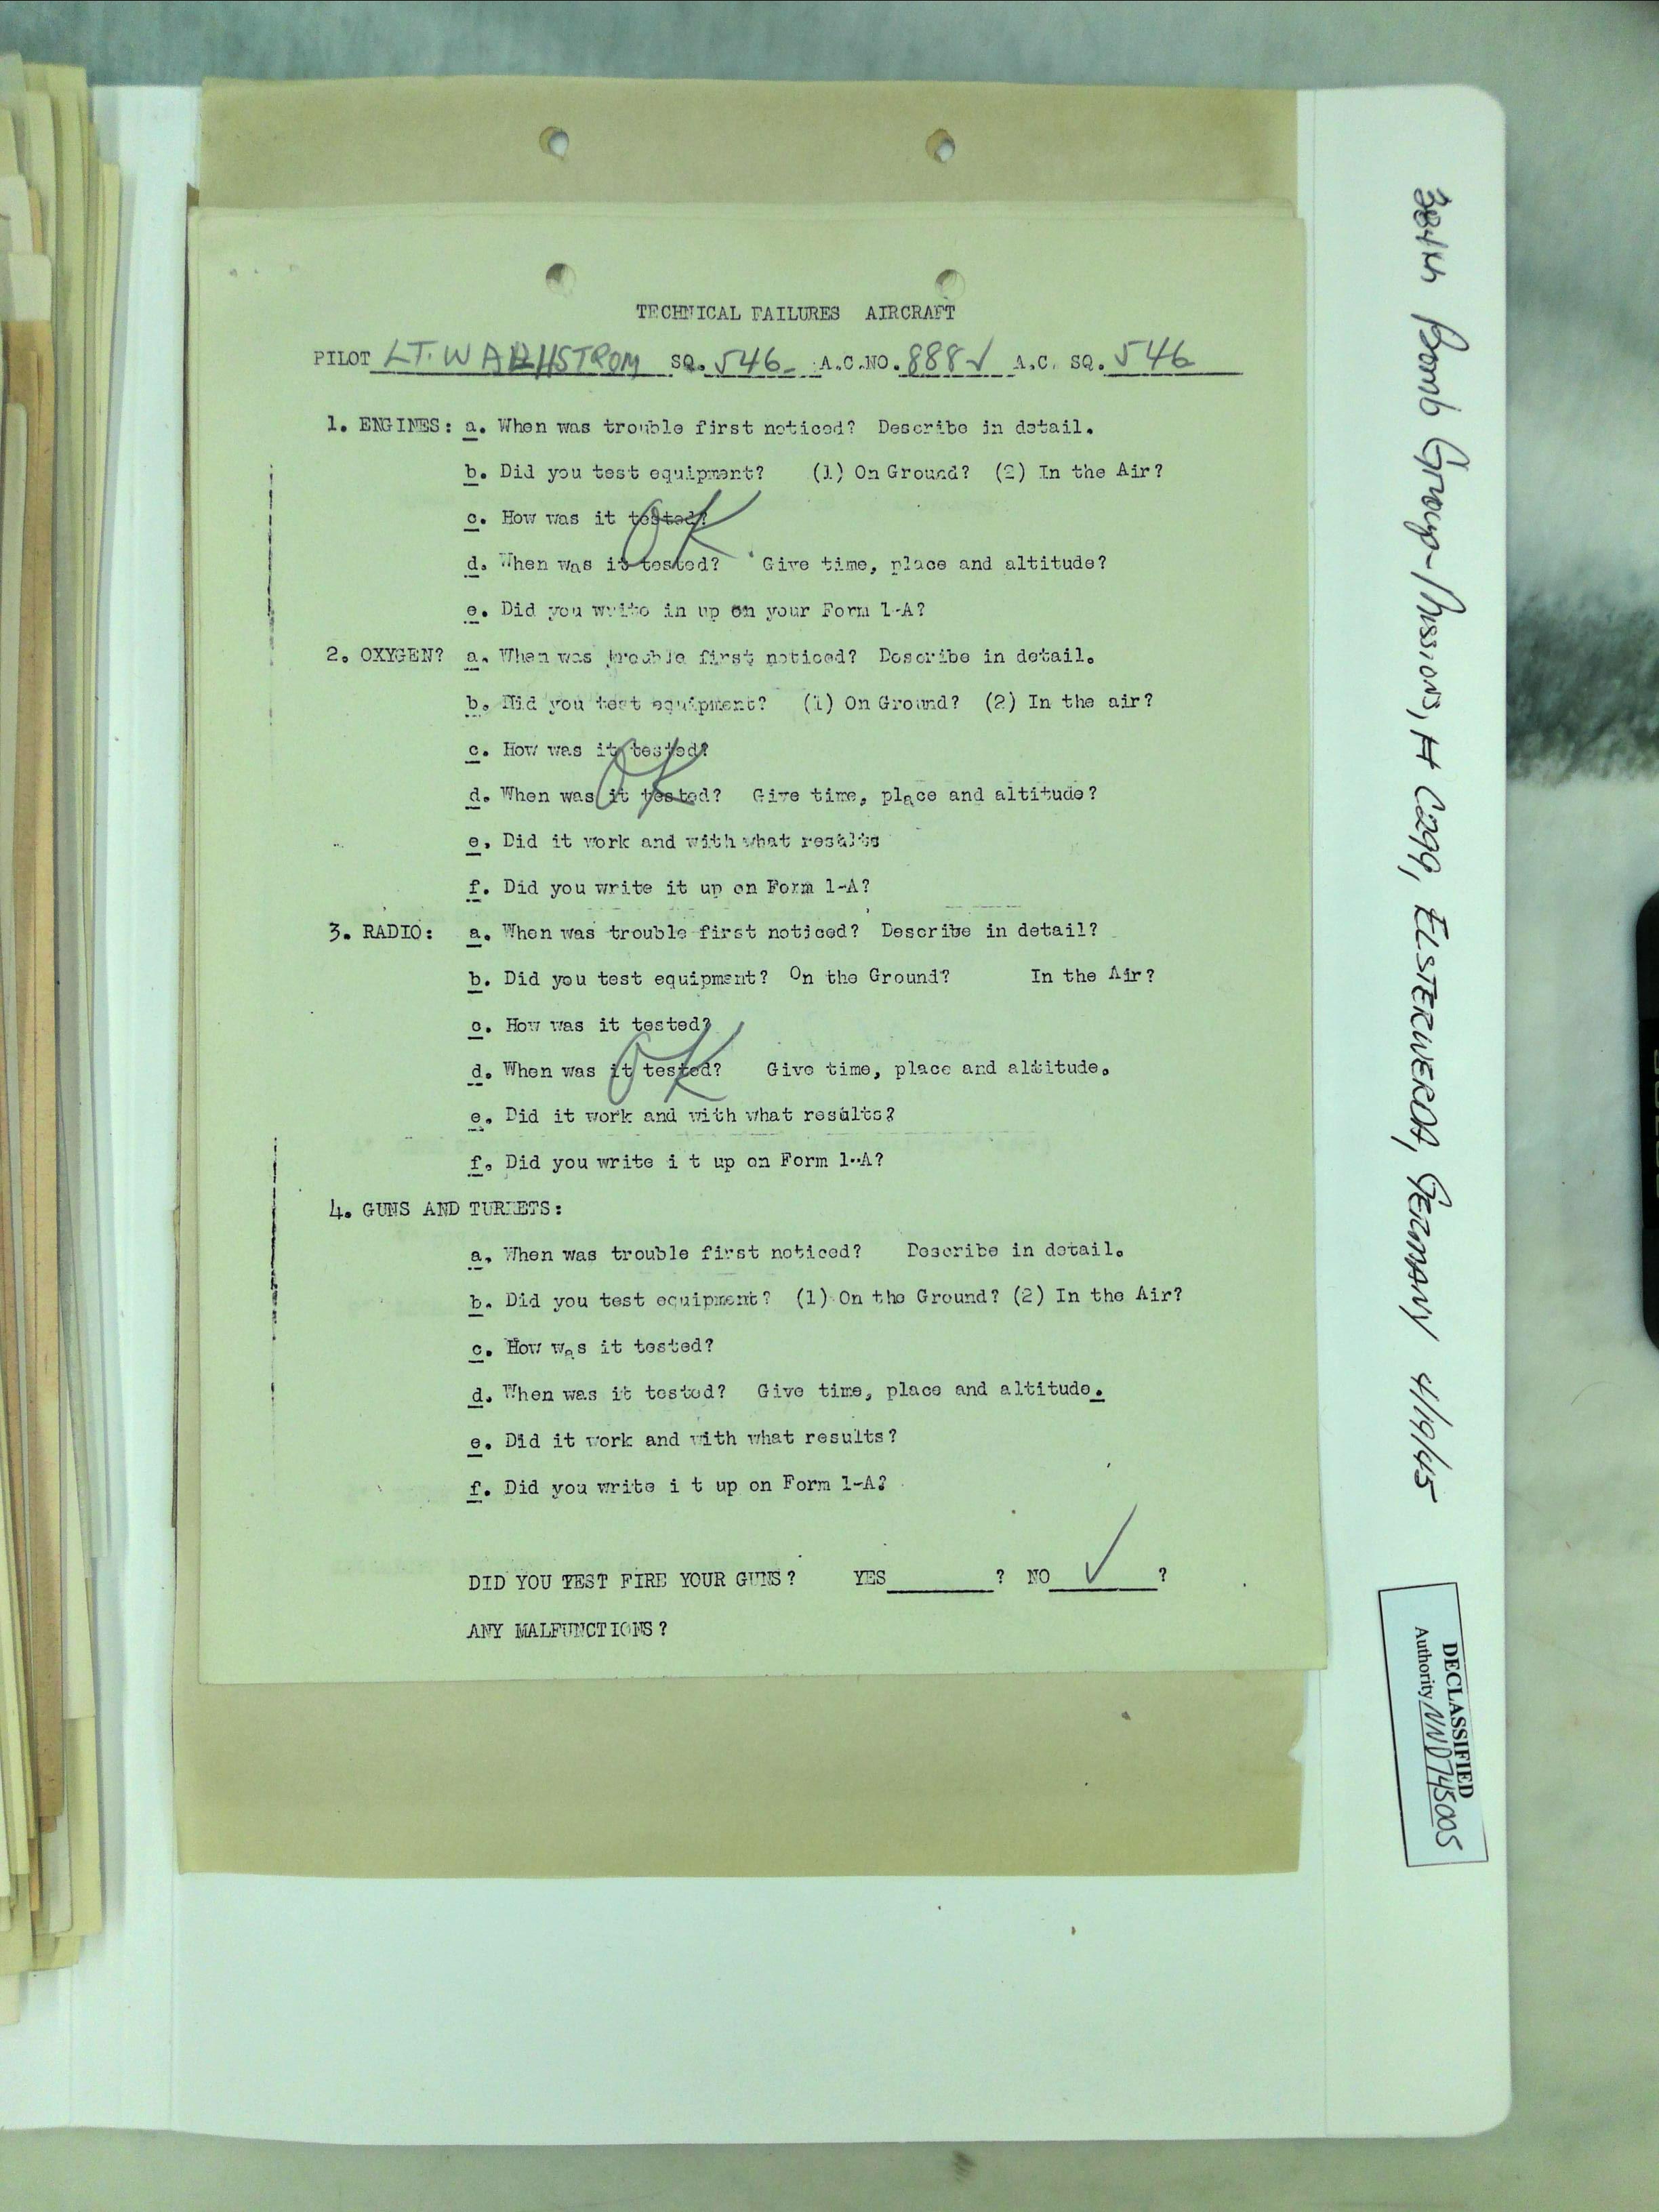 TECHNICAL FAILURES AIRCRAFT
PILOT LT. WAHLSTROM SQ. 546 A.C.NO. 888 ✓ A.C. SQ. 546
1. ENGINES: a. When was trouble first noticed? Describe in detail.
b. Did you test equipment? (1) On Ground? (2) In the Air?
c. How was it tested?
OK
d. When was it tested? Give time, place and altitude?
e. Did you write in up on your Form 1-A?
2. OXYGEN? a. When was trouble first noticed? Describe in detail.
b. Did you test equipment? (1) On Ground? (2) In the air?
c. How was it tested?
OK
d. When was it tested? Give time, place and altitude?
e. Did it work and with what results
f. Did you write it up on Form 1-A?
3. RADIO: a. When was trouble first noticed? Describe in detail?
b. Did you test equipment? On the Ground? In the Air?
c. How was it tested?
OK
d. When was it tested? Give time, place and altitude.
e. Did it work and with what results?
f. Did you write i t up on Form 1-A?
4. GUNS AND TURRETS:
a. When was trouble first noticed? Describe in detail.
b. Did you test equipment? (1) On the Ground? (2) In the Air?
c. How was it tested?
d. When was it tested? Give time, place and altitude.
e. Did it work and with what results?
f. Did you write i t up on Form 1-A?
DID YOU TEST FIRE YOUR GUNS? YES ? NO ✓ ?
ANY MALFUNCTIONS?
384th Bomb Group-Missions, # C299, ELSTERWERDA, GERMANY 4/19/45
DECLASSIFIED
Authority NND745005